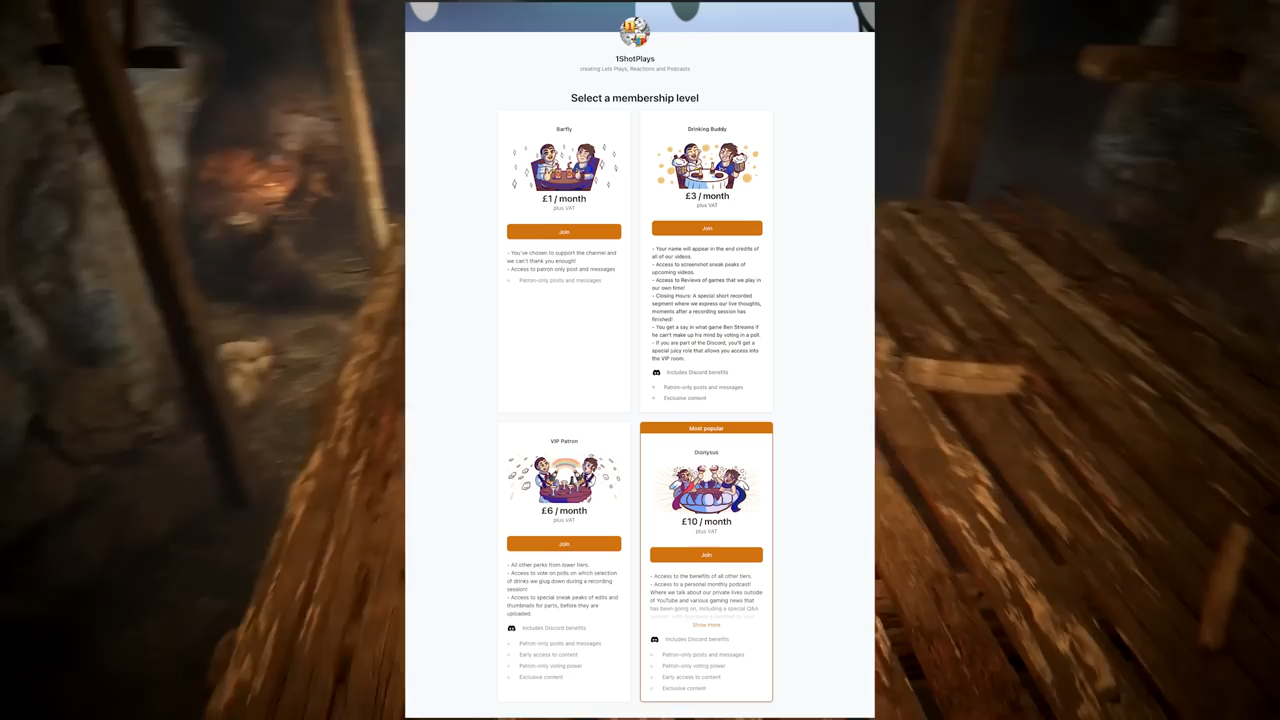 1ShotPlays
creating Lets Plays, Reactions and Podcasts
Select a membership level
Barfly
£1 / month
plus VAT
Join
- You've chosen to support the channel and
we can't thank you enough!
- Access to patron only post and messages
Patron-only posts and messages
Drinking Buddy
£3 / month
plus VAT
Join
- Your name will appear in the end credits of
all of our videos.
- Access to screenshot sneak peaks of
upcoming videos.
- Access to Reviews of games that we play in
our own time!
- Closing Hours: A special short recorded
segment where we express our live thoughts,
moments after a recording session has
finished!
- You get a say in what game Ben Streams if
he can't make up his mind by voting in a poll.
- If you are part of the Discord, you'll get a
special juicy role that allows you access into
the VIP room.
Includes Discord benefits
Patron-only posts and messages
Exclusive content
VIP Patron
£6 / month
plus VAT
Join
- All other perks from lower tiers.
- Access to vote on polls on which selection
of drinks we glug down during a recording
session!
- Access to special sneak peaks of edits and
thumbnails for parts, before they are
uploaded.
Includes Discord benefits
Patron-only posts and messages
Early access to content
Patron-only voting power
Exclusive content
Most popular
Dionysus
£10 / month
plus VAT
Join
- Access to the benefits of all other tiers.
- Access to a personal monthly podcast!
Where we talk about our private lives outside
of YouTube and various gaming news that
has been going on, including a special Q&A
Show more
Includes Discord benefits
Patron-only posts and messages
Patron-only voting power
Early access to content
Exclusive content